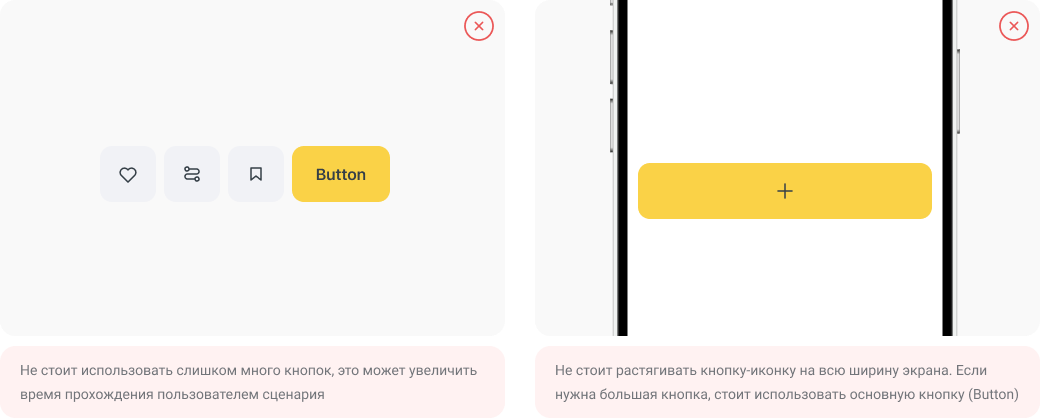 Button
Не стоит использовать слишком много кнопок, это может увеличить
время прохождения пользователем сценария
Не стоит растягивать кнопку-иконку на всю ширину экрана. Если
нужна большая кнопка, стоит использовать основную кнопку (Button)